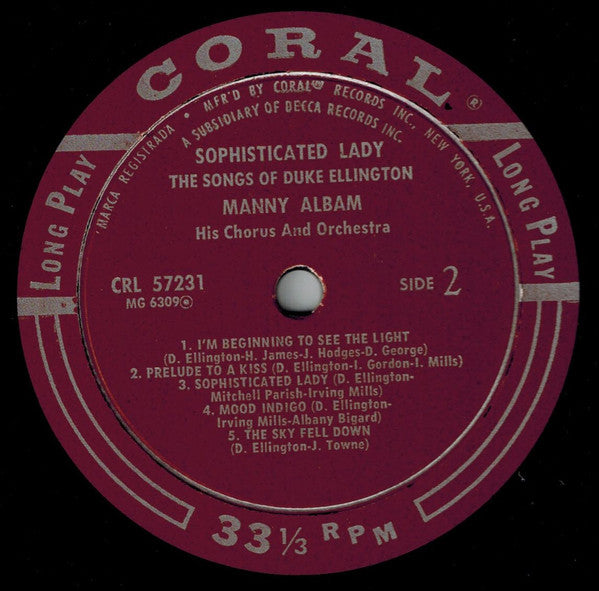 CORAL®
LONG PLAY
LONG PLAY
MARCA REGISTRADA • MFR'D BY CORAL® RECORDS INC., NEW YORK, U.S.A.
A SUBSIDIARY OF DECCA RECORDS INC.
SOPHISTICATED LADY
THE SONGS OF DUKE ELLINGTON
MANNY ALBAM
His Chorus And Orchestra
CRL 57231
SIDE 2
MG 6309
1. I'M BEGINNING TO SEE THE LIGHT
(D. Ellington-H. James-J. Hodges-D. George)
2. PRELUDE TO A KISS (D. Ellington-I. Gordon-I. Mills)
3. SOPHISTICATED LADY (D. Ellington-
Mitchell Parish-Irving Mills)
4. MOOD INDIGO (D. Ellington-
Irving Mills-Albany Bigard)
5. THE SKY FELL DOWN
(D. Ellington-J. Towne)
33 1/3 RPM